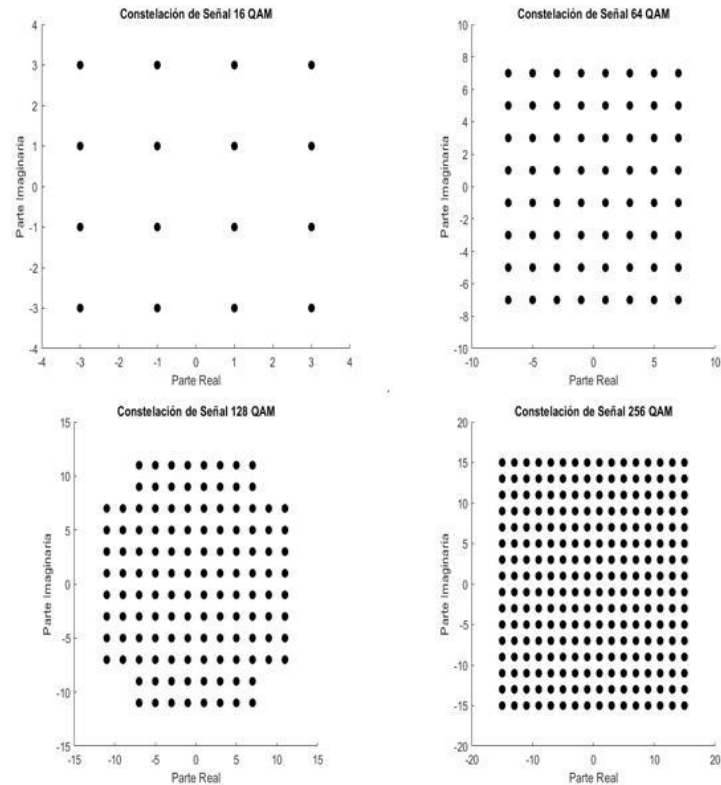 Constelación de Señal 16 QAM
4
3
2
1
0
-1
-2
-3
-4
Parte Imaginaria
-4 -3 -2 -1 0 1 2 3 4
Parte Real
Constelación de Señal 64 QAM
10
8
6
4
2
0
-2
-4
-6
-8
-10
Parte Imaginaria
-10 -5 0 5 10
Parte Real
Constelación de Señal 128 QAM
15
10
5
0
-5
-10
-15
Parte Imaginaria
-15 -10 -5 0 5 10 15
Parte Real
Constelación de Señal 256 QAM
20
15
10
5
0
-5
-10
-15
-20
Parte Imaginaria
-20 -10 0 10 20
Parte Real